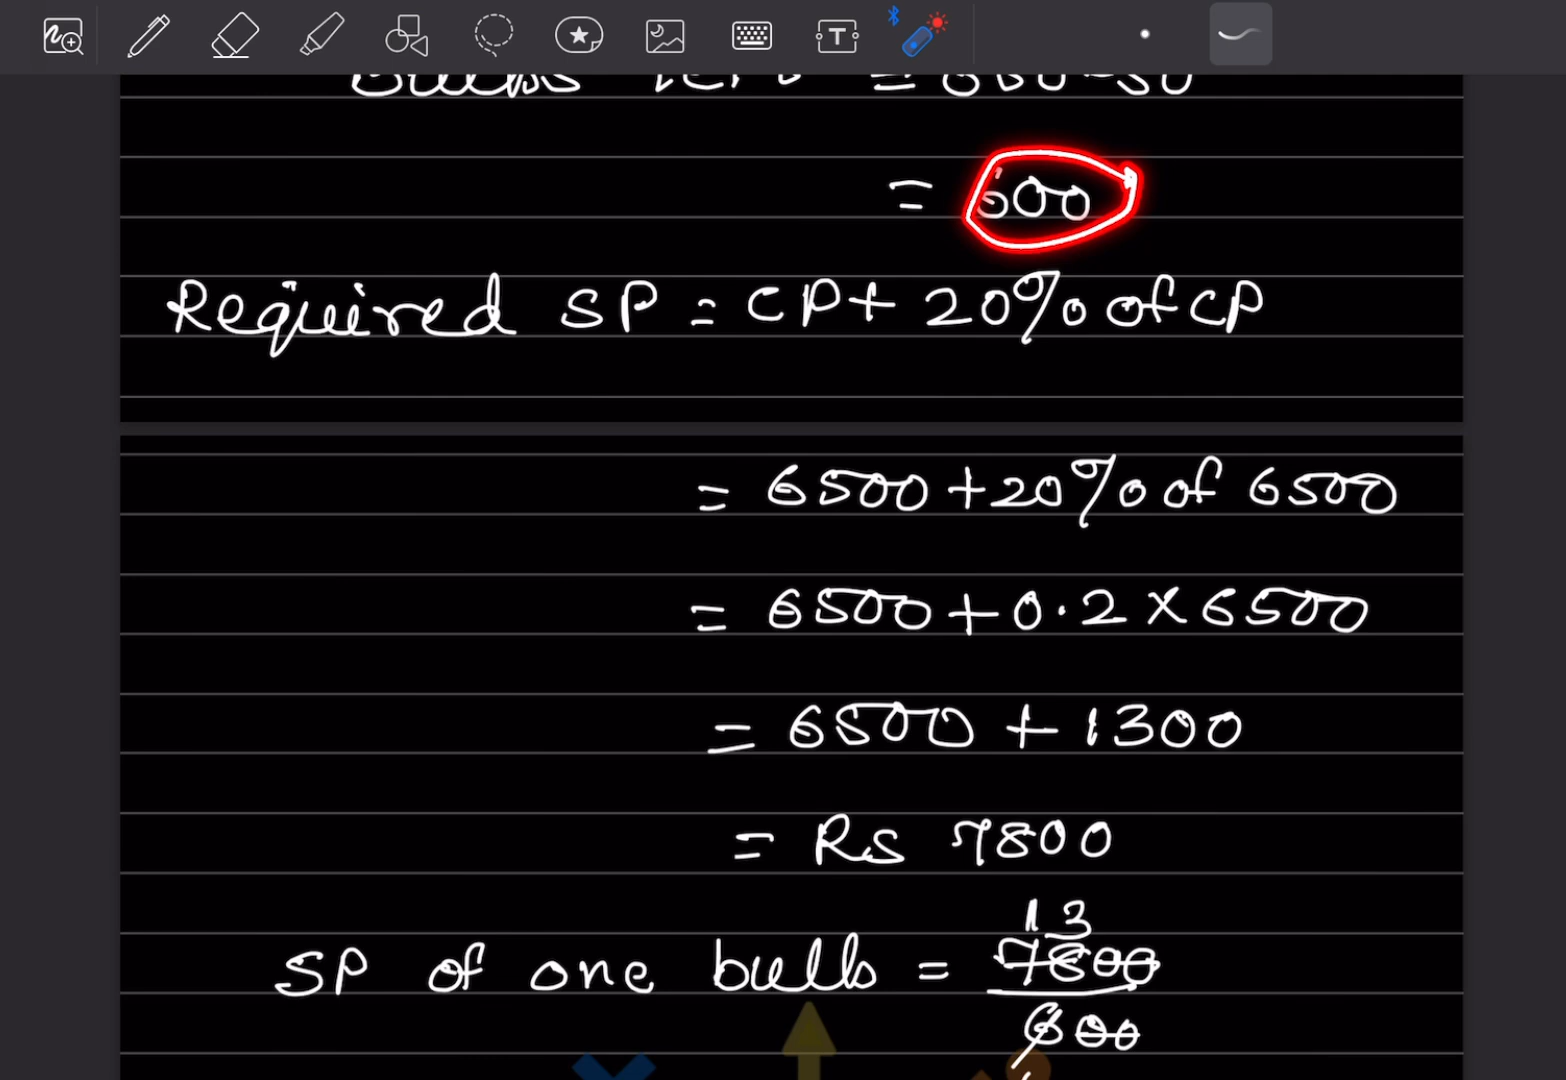 = 600
Required SP = CP + 20% of CP
= 6500 + 20% of 6500
= 6500 + 0.2 × 6500
= 6500 + 1300
= Rs 7800
13
SP of one bulb = 7800
600